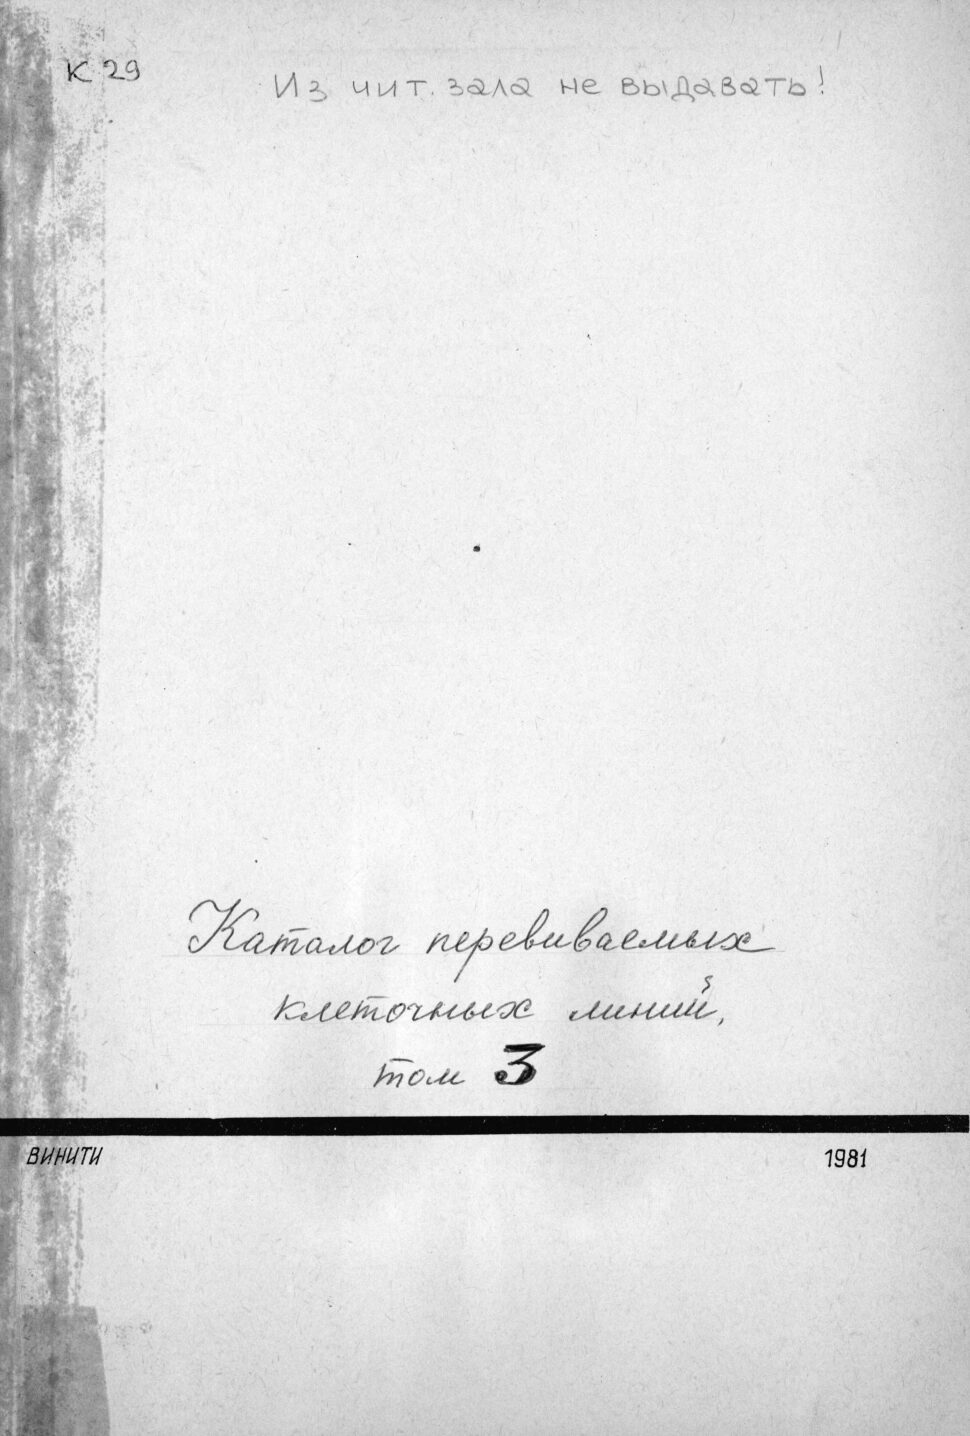 К 29
Из чит. зала не выдавать!
Каталог перевиваемых
клеточных линий,
том 3
ВИНИТИ
1981